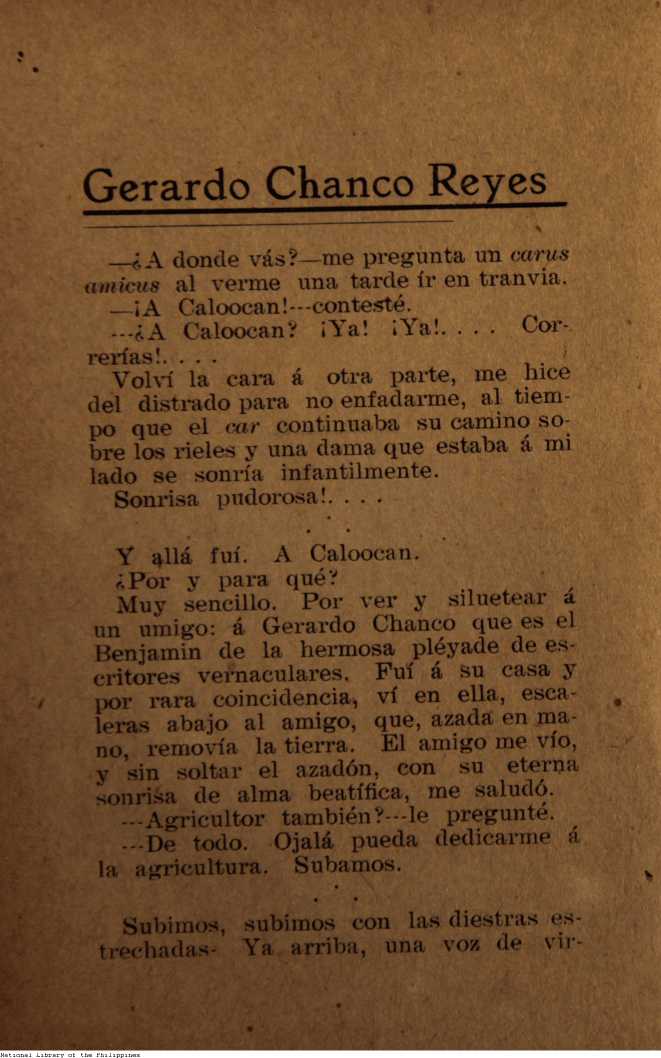 Gerardo Chanco Reyes
—¿A donde vás?—me pregunta un carus
amicus al verme una tarde ír en tranvia.
—¡A Caloocan!---contesté.
---¿A Caloocan? ¡Ya! ¡Ya!. . . . Cor-
rerías!. . . .
Volví la cara á otra parte, me hice
del distrado para no enfadarme, al tiem-
po que el car continuaba su camino so-
bre los rieles y una dama que estaba á mi
lado se sonría infantilmente.
Sonrisa pudorosa!. . . .
Y allá fuí. A Caloocan.
¿Por y para qué?
Muy sencillo. Por ver y siluetear á
un umigo: á Gerardo Chanco que es el
Benjamin de la hermosa pléyade de es-
critores vernaculares. Fuí á su casa y
por rara coincidencia, ví en ella, esca-
leras abajo al amigo, que, azada en ma-
no, removía la tierra. El amigo me vío,
y sin soltar el azadón, con su eterna
sonrisa de alma beatífica, me saludó.
---Agricultor también?---le pregunté.
---De todo. Ojalá pueda dedicarme á
la agricultura. Subamos.
Subimos, subimos con las diestras es-
trechadas- Ya arriba, una voz de vir-
National Library of the Philippines